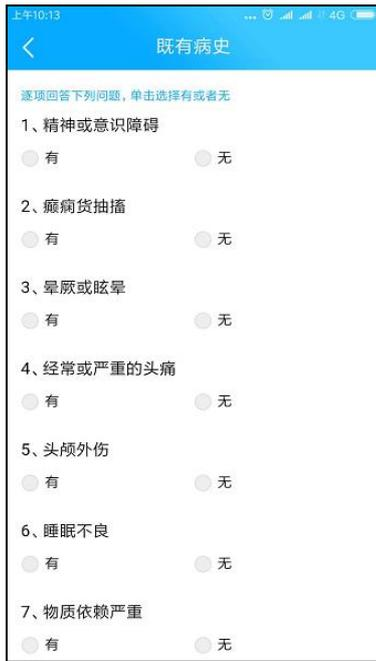 上午10:13 ... 4G
既有病史
逐项回答下列问题，单击选择有或者无
1、精神或意识障碍
有 无
2、癫痫货抽搐
有 无
3、晕厥或眩晕
有 无
4、经常或严重的头痛
有 无
5、头颅外伤
有 无
6、睡眠不良
有 无
7、物质依赖严重
有 无